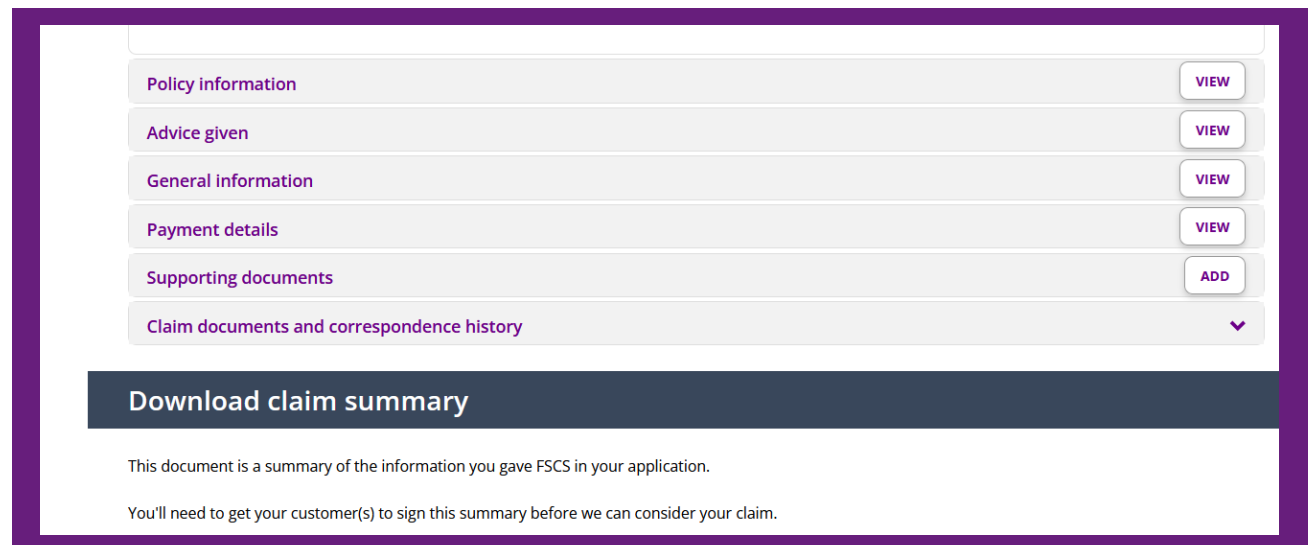 Policy information VIEW
Advice given VIEW
General information VIEW
Payment details VIEW
Supporting documents ADD
Claim documents and correspondence history
Download claim summary
This document is a summary of the information you gave FSCS in your application.
You'll need to get your customer(s) to sign this summary before we can consider your claim.